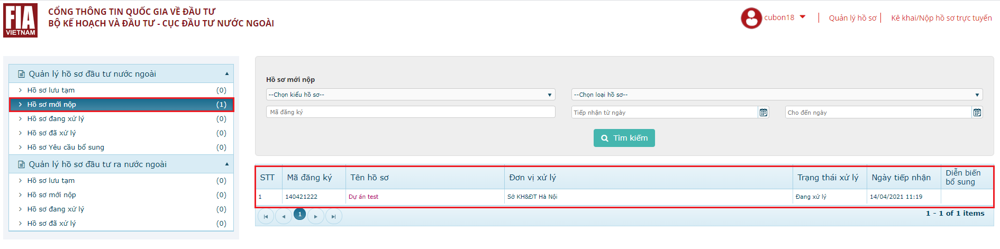 FIA
VIETNAM
CỔNG THÔNG TIN QUỐC GIA VỀ ĐẦU TƯ
BỘ KẾ HOẠCH VÀ ĐẦU TƯ - CỤC ĐẦU TƯ NƯỚC NGOÀI
cubon18
Quản lý hồ sơ
Kê khai/Nộp hồ sơ trực tuyến
Quản lý hồ sơ đầu tư nước ngoài
Hồ sơ lưu tạm (0)
Hồ sơ mới nộp (1)
Hồ sơ đang xử lý (0)
Hồ sơ đã xử lý (0)
Hồ sơ Yêu cầu bổ sung (0)
Quản lý hồ sơ đầu tư ra nước ngoài
Hồ sơ lưu tạm (0)
Hồ sơ mới nộp (0)
Hồ sơ đang xử lý (0)
Hồ sơ đã xử lý (0)
Hồ sơ mới nộp
--Chọn kiểu hồ sơ-- --Chọn loại hồ sơ--
Mã đăng ký Tiếp nhận từ ngày Cho đến ngày
Tìm kiếm
STT Mã đăng ký Tên hồ sơ Đơn vị xử lý Trạng thái xử lý Ngày tiếp nhận Diễn biến
bổ sung
1 140421222 Dự án test Sở KH&ĐT Hà Nội Đang xử lý 14/04/2021 11:19
1 1 - 1 of 1 items